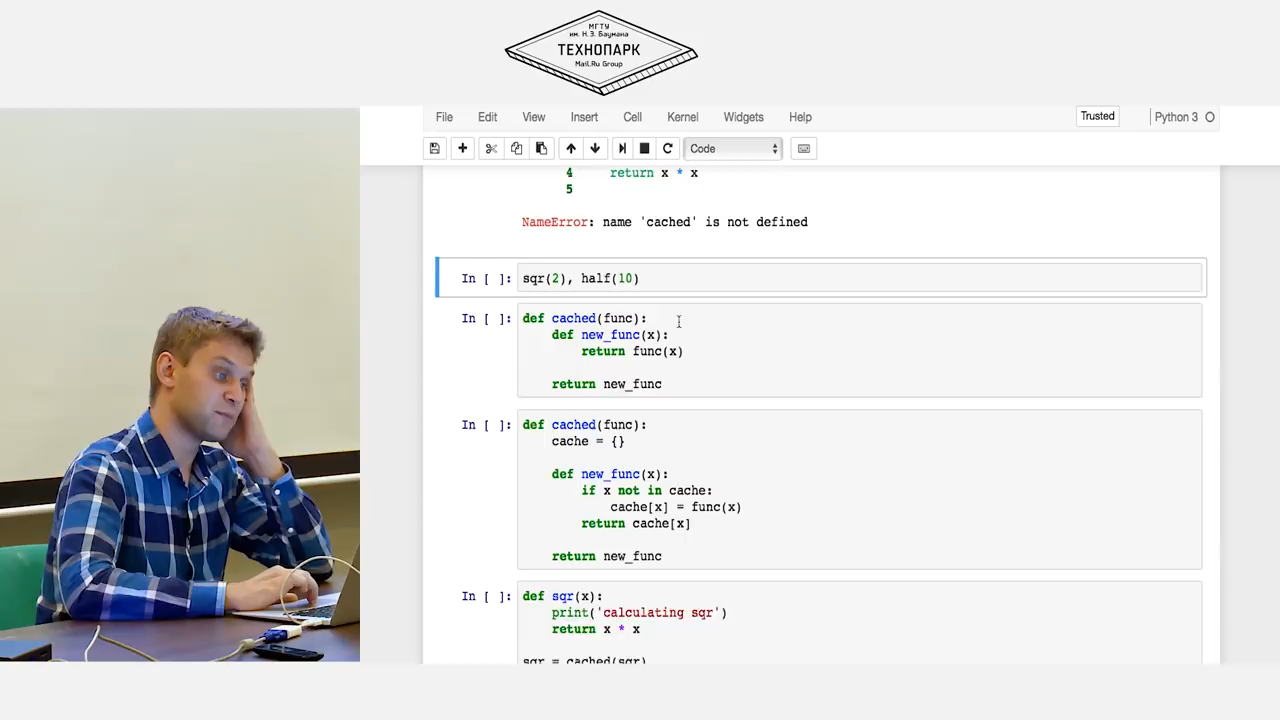 МГТУ
им. Н.Э. Баумана
ТЕХНОПАРК
Mail.Ru Group
File Edit View Insert Cell Kernel Widgets Help Trusted Python 3
Code
4 return x * x
5
NameError: name 'cached' is not defined
In [ ]: sqr(2), half(10)
In [ ]: def cached(func):
def new_func(x):
return func(x)
return new_func
In [ ]: def cached(func):
cache = {}
def new_func(x):
if x not in cache:
cache[x] = func(x)
return cache[x]
return new_func
In [ ]: def sqr(x):
print('calculating sqr')
return x * x
sqr = cached(sqr)